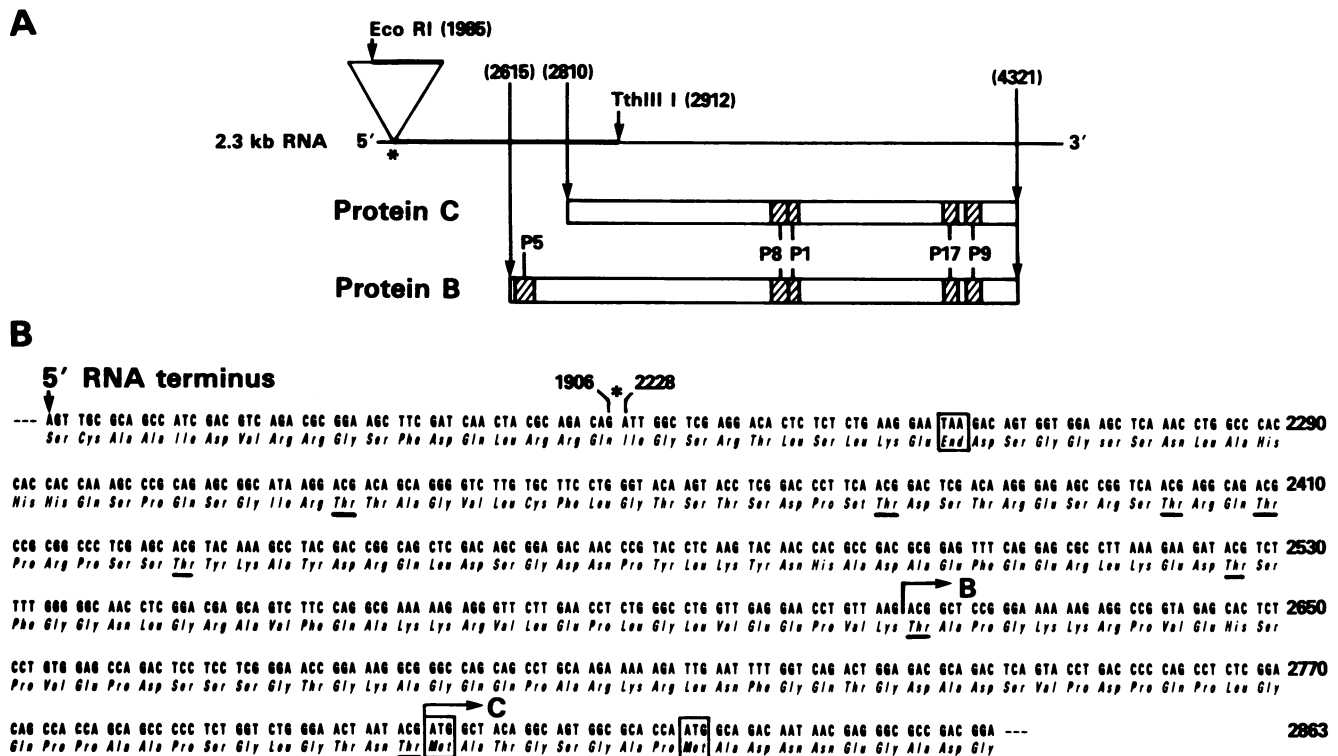 A
Eco RI (1985)
(2615) (2810) (4321)
TthIII I (2912)
2.3 kb RNA 5′ 3′
*
Protein C
P5 P8 P1 P17 P9
Protein B
B
5′ RNA terminus 1906 * 2228
--- AGT TGC GCA GCC ATC GAC GTC AGA CGC GGA AGC TTC GAT CAA CTA CGC AGA CAG ATT GGC TCG AGG ACA CTC TCT CTG AAG GAA TAA GAC AGT GGT GGA AGC TCA AAC CTG GCC CAC 2290
Ser Cys Ala Ala Ile Asp Val Arg Arg Gly Ser Phe Asp Gln Leu Arg Arg Gln Ile Gly Ser Arg Thr Leu Ser Leu Lys Glu End Asp Ser Gly Gly ser Ser Asn Leu Ala His
CAC CAC CAA AGC CCG CAG AGC GGC ATA AGG ACG ACA GCA GGG GTC TTG TGC TTC CTG GGT ACA AGT ACC TCG GAC CCT TCA ACG GAC TCG ACA AGG GAG AGC CGG TCA ACG AGG CAG ACG 2410
His His Gln Ser Pro Gln Ser Gly Ile Arg Thr Thr Ala Gly Val Leu Cys Phe Leu Gly Thr Ser Thr Ser Asp Pro Set Thr Asp Ser Thr Arg Glu Ser Arg Ser Thr Arg Gln Thr
CCG CGG CCC TCG AGC ACG TAC AAA GCC TAC GAC CGG CAG CTC GAC AGC GGA GAC AAC CCG TAC CTC AAG TAC AAC CAC GCC GAC GCG GAG TTT CAG GAG CGC CTT AAA GAA GAT ACG TCT 2530
Pro Arg Pro Ser Ser Thr Tyr Lys Ala Tyr Asp Arg Gln Leu Asp Ser Gly Asp Asn Pro Tyr Leu Lys Tyr Asn His Ala Asp Ala Glu Phe Gln Glu Arg Leu Lys Glu Asp Thr Ser
B
TTT GGG GGC AAC CTC GGA CGA GCA GTC TTC CAG GCG AAA AAG AGG GTT CTT GAA CCT CTG GGC CTG GTT GAG GAA CCT GTT AAG ACG GCT CCG GGA AAA AAG AGG CCG GTA GAG CAC TCT 2650
Phe Gly Gly Asn Leu Gly Arg Ala Val Phe Gln Ala Lys Lys Arg Val Leu Glu Pro Leu Gly Leu Val Glu Glu Pro Val Lys Thr Ala Pro Gly Lys Lys Arg Pro Val Glu His Ser
CCT GTG GAG CCA GAC TCC TCC TCG GGA ACC GGA AAG GCG GGC CAG CAG CCT GCA AGA AAA AGA TTG AAT TTT GGT CAG ACT GGA GAC GCA GAC TCA GTA CCT GAC CCC CAG CCT CTC GGA 2770
Pro Val Glu Pro Asp Ser Ser Ser Gly Thr Gly Lys Ala Gly Gln Gln Pro Ala Arg Lys Arg Leu Asn Phe Gly Gln Thr Gly Asp Ala Asp Ser Val Pro Asp Pro Gln Pro Leu Gly
C
CAG CCA CCA GCA GCC CCC TCT GGT CTG GGA ACT AAT ACG ATG GCT ACA GGC AGT GGC GCA CCA ATG GCA GAC AAT AAC GAG GGC GCC GAC GGA --- 2863
Gln Pro Pro Ala Ala Pro Ser Gly Leu Gly Thr Asn Thr Met Ala Thr Gly Ser Gly Ala Pro Met Ala Asp Asn Asn Glu Gly Ala Asp Gly